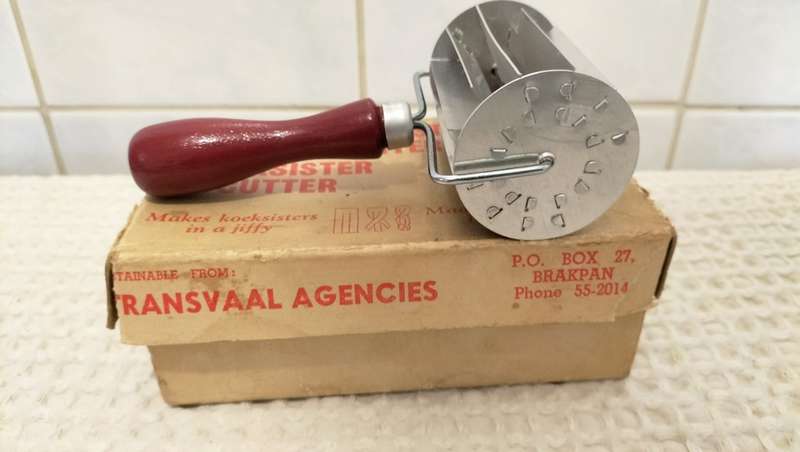 SISTER
CUTTER
Makes koeksisters
in a jiffy
TAINABLE FROM:
TRANSVAAL AGENCIES
P.O. BOX 27,
BRAKPAN
Phone 55-2014